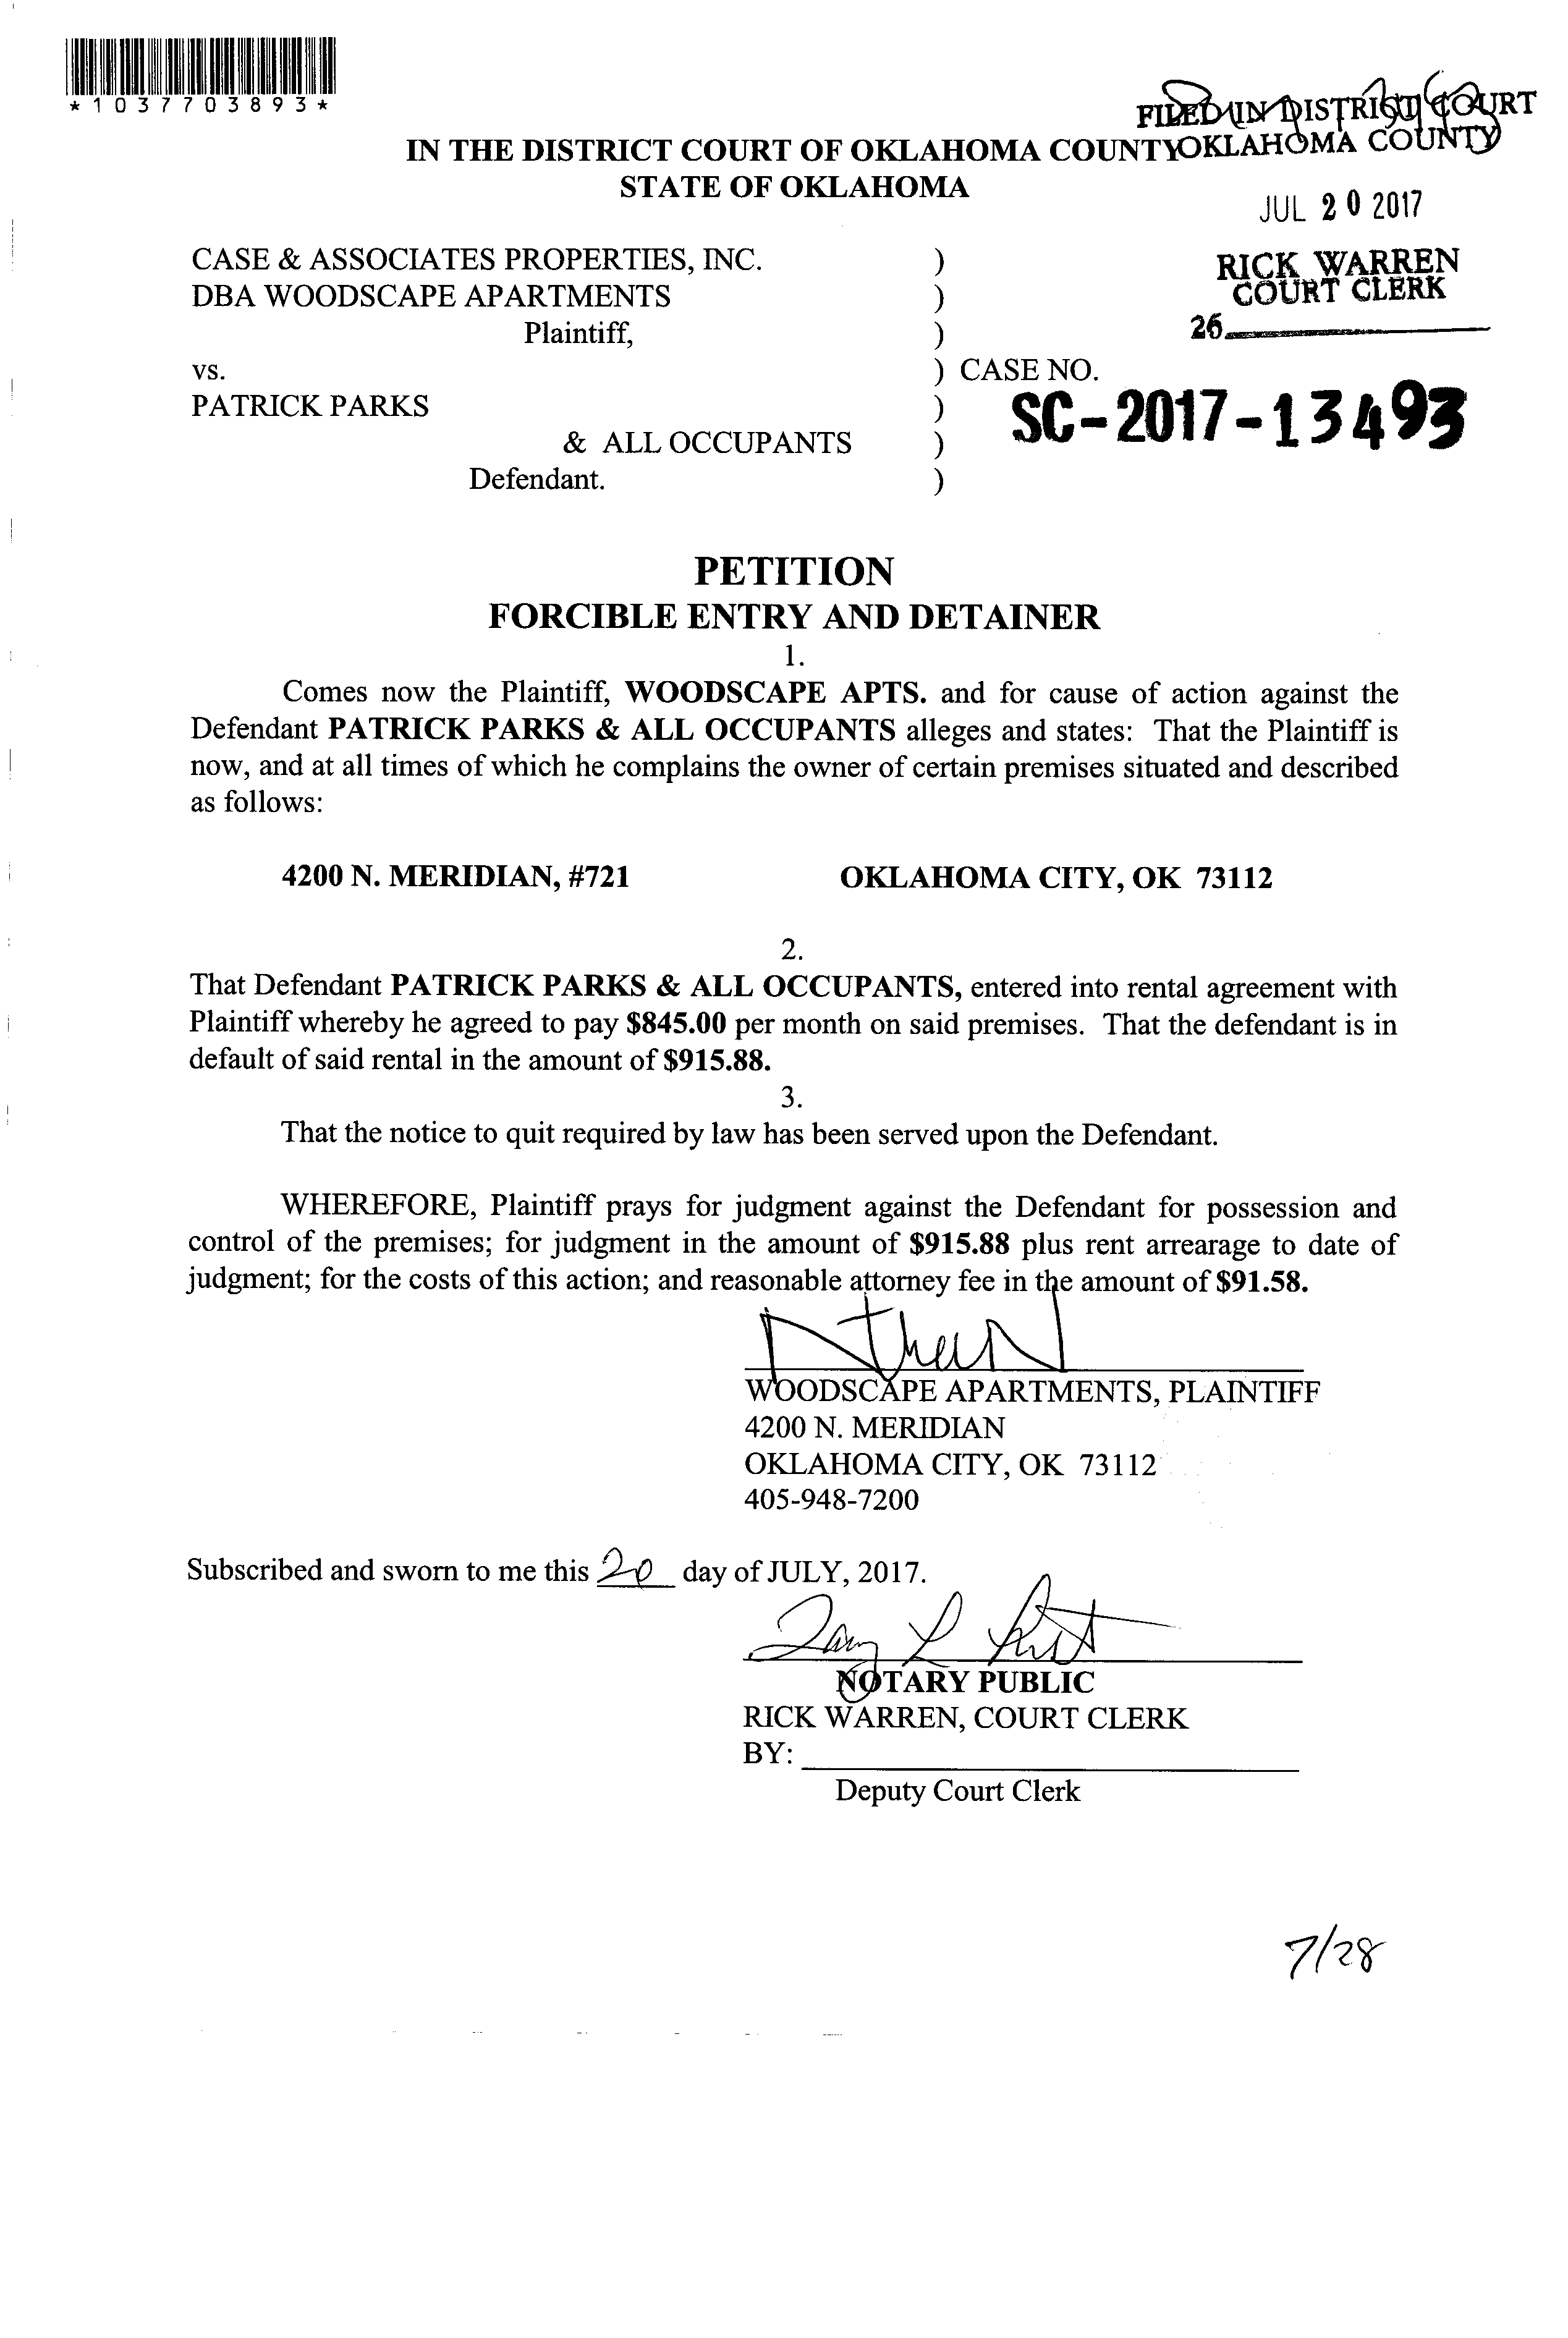 *1037703893*
FILED IN DISTRICT COURT
OKLAHOMA COUNTY
IN THE DISTRICT COURT OF OKLAHOMA COUNTY
STATE OF OKLAHOMA
JUL 20 2017
CASE & ASSOCIATES PROPERTIES, INC. )
RICK WARREN
COURT CLERK
DBA WOODSCAPE APARTMENTS )
Plaintiff, )
26
vs. ) CASE NO.
PATRICK PARKS )
SC-2017-13493
& ALL OCCUPANTS )
Defendant. )
PETITION
FORCIBLE ENTRY AND DETAINER
1.
Comes now the Plaintiff, WOODSCAPE APTS. and for cause of action against the
Defendant PATRICK PARKS & ALL OCCUPANTS alleges and states: That the Plaintiff is
now, and at all times of which he complains the owner of certain premises situated and described
as follows:
4200 N. MERIDIAN, #721 OKLAHOMA CITY, OK 73112
2.
That Defendant PATRICK PARKS & ALL OCCUPANTS, entered into rental agreement with
Plaintiff whereby he agreed to pay $845.00 per month on said premises. That the defendant is in
default of said rental in the amount of $915.88.
3.
That the notice to quit required by law has been served upon the Defendant.
WHEREFORE, Plaintiff prays for judgment against the Defendant for possession and
control of the premises; for judgment in the amount of $915.88 plus rent arrearage to date of
judgment; for the costs of this action; and reasonable attorney fee in the amount of $91.58.
WOODSCAPE APARTMENTS, PLAINTIFF
4200 N. MERIDIAN
OKLAHOMA CITY, OK 73112
405-948-7200
Subscribed and sworn to me this 20 day of JULY, 2017.
NOTARY PUBLIC
RICK WARREN, COURT CLERK
BY:
Deputy Court Clerk
7/28